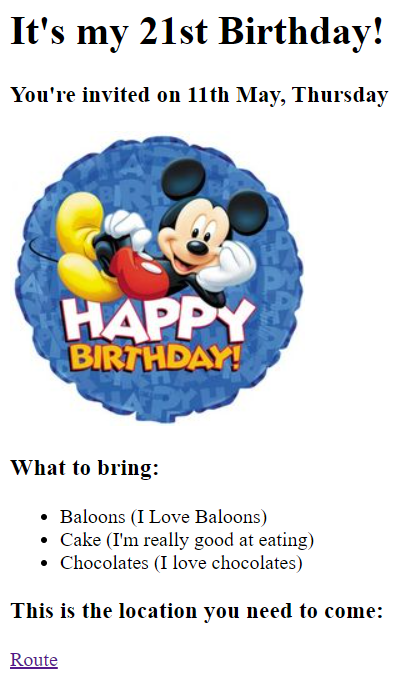 It's my 21st Birthday!
You're invited on 11th May, Thursday
HAPPY
BIRTHDAY!
What to bring:
• Baloons (I Love Baloons)
• Cake (I'm really good at eating)
• Chocolates (I love chocolates)
This is the location you need to come:
Route